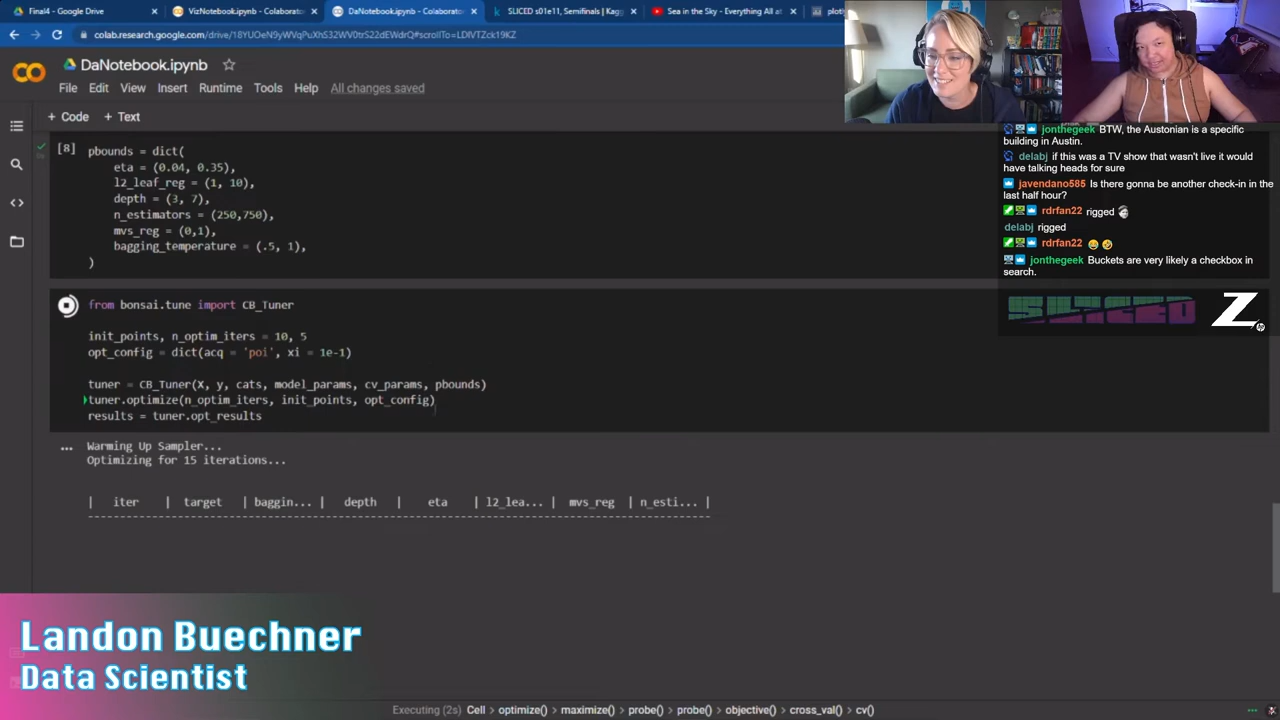 Final4 - Google Drive
VizNotebook.ipynb - Colaborato
DaNotebook.ipynb - Colaborato
SLICED s01e11, Semifinals | Kagg
Sea in the Sky - Everything All at
colab.research.google.com/drive/18YUOeN9yWVqPuXhS32WV0trS22dEWdrQ#scrollTo=LDIVTZck19KZ
DaNotebook.ipynb
File Edit View Insert Runtime Tools Help All changes saved
+ Code + Text
[8]
pbounds = dict(
eta = (0.04, 0.35),
l2_leaf_reg = (1, 10),
depth = (3, 7),
n_estimators = (250,750),
mvs_reg = (0,1),
bagging_temperature = (.5, 1),
)
from bonsai.tune import CB_Tuner
init_points, n_optim_iters = 10, 5
opt_config = dict(acq = 'poi', xi = 1e-1)
tuner = CB_Tuner(X, y, cats, model_params, cv_params, pbounds)
tuner.optimize(n_optim_iters, init_points, opt_config)
results = tuner.opt_results
... Warming Up Sampler...
Optimizing for 15 iterations...
| iter | target | baggin... | depth | eta | l2_lea... | mvs_reg | n_esti... |
jonthegeek BTW, the Austonian is a specific
building in Austin.
delabj if this was a TV show that wasn't live it would
have talking heads for sure
javendano585 Is there gonna be another check-in in the
last half hour?
rdrfan22 rigged
delabj rigged
rdrfan22
jonthegeek Buckets are very likely a checkbox in
search.
SLICED
Landon Buechner
Data Scientist
Executing (2s) Cell > optimize() > maximize() > probe() > probe() > objective() > cross_val() > cv()